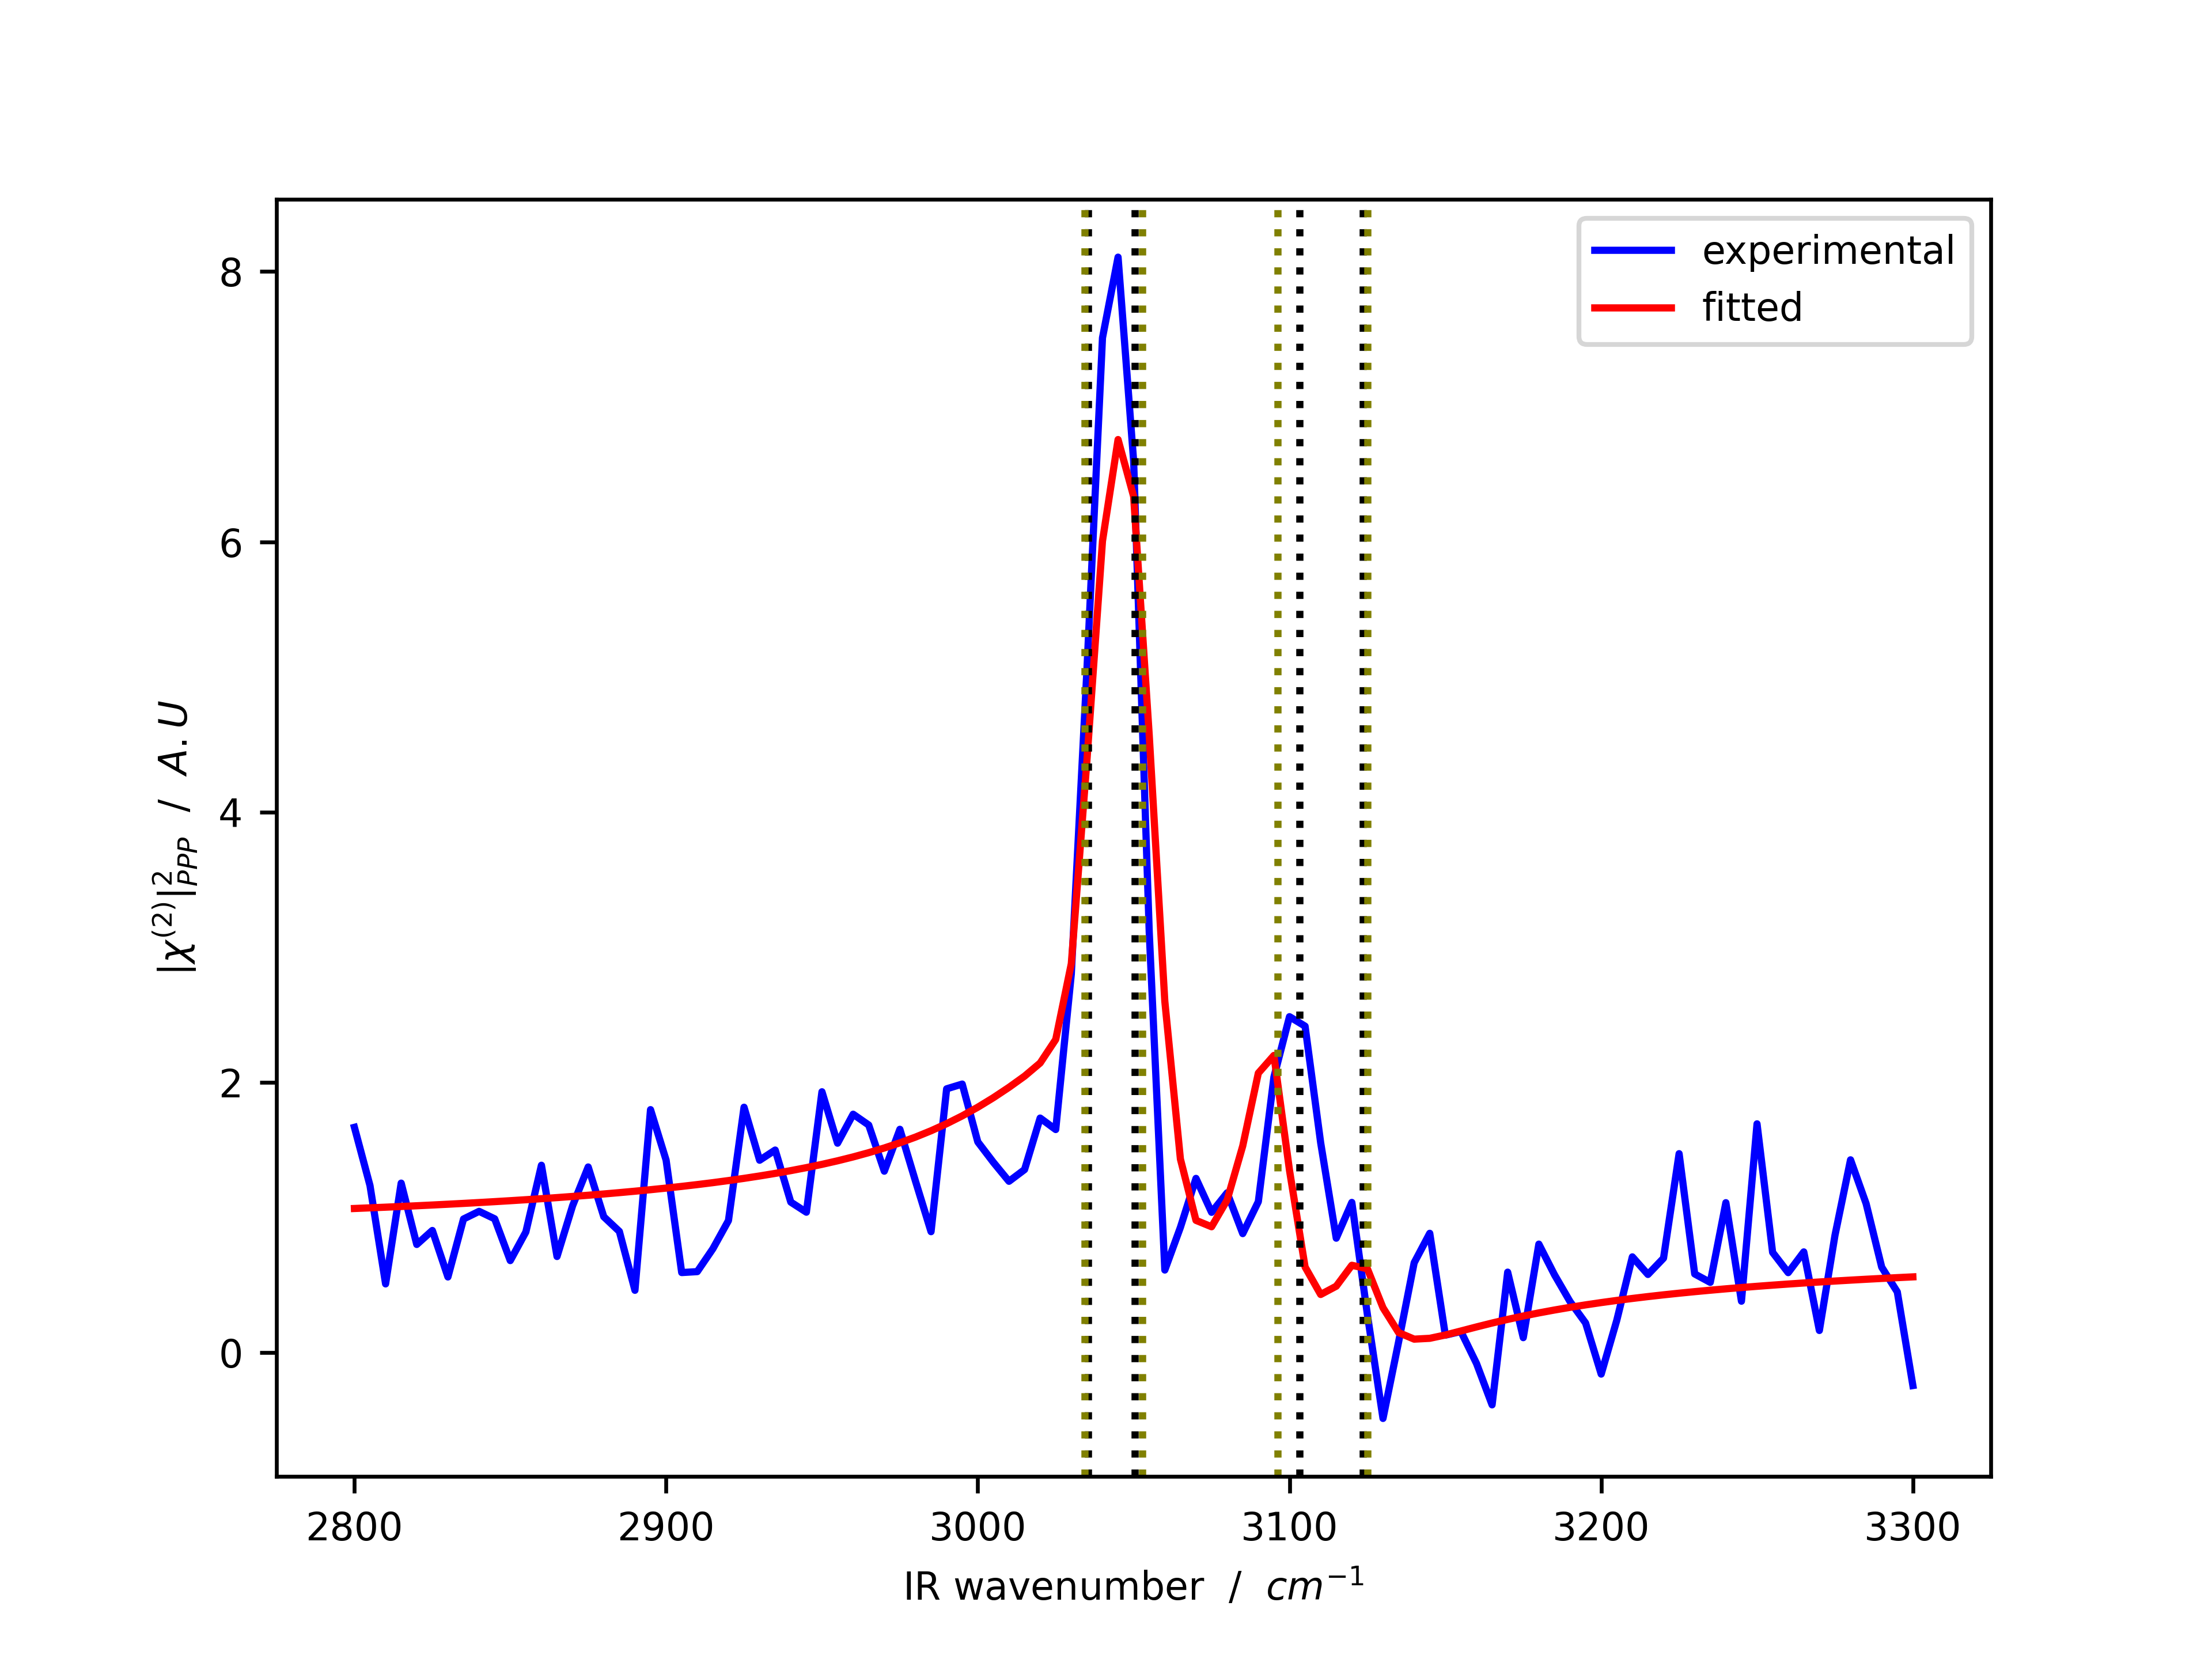 experimental
fitted
8
6
4
2
0
|χ⁽²⁾|²_PPP / A.U
2800 2900 3000 3100 3200 3300
IR wavenumber / cm⁻¹